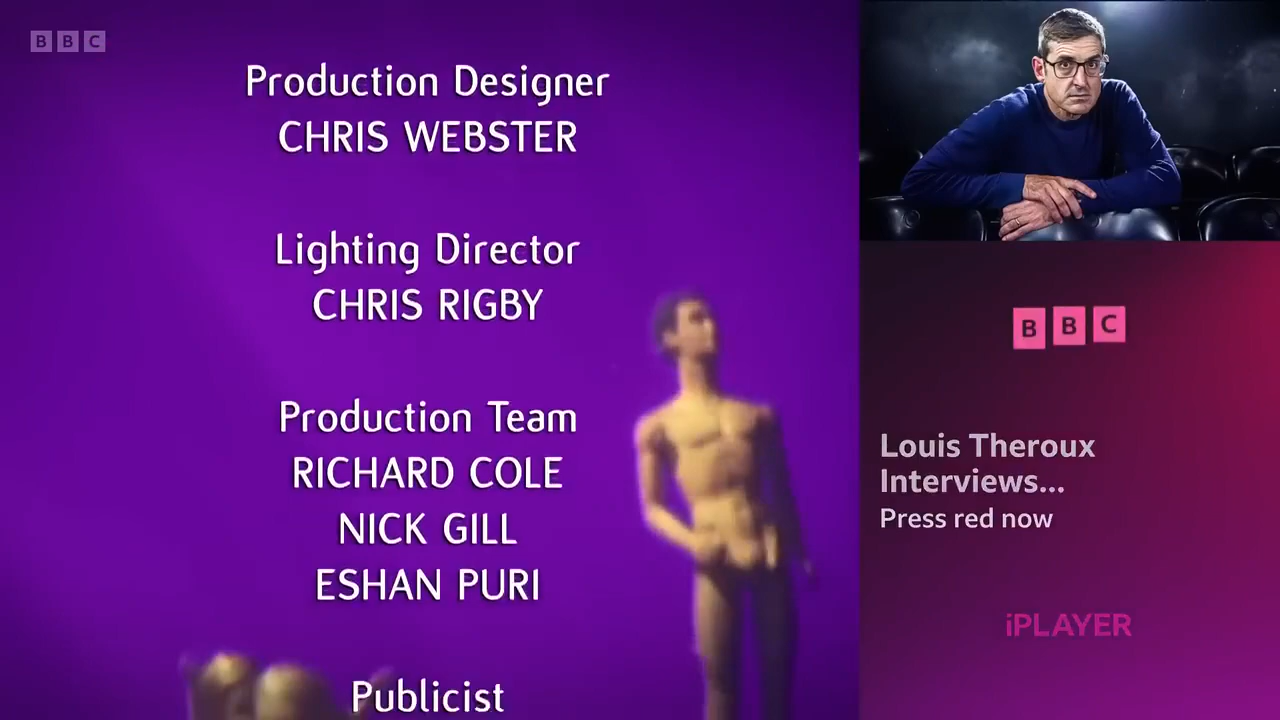 BBC
Production Designer
CHRIS WEBSTER
Lighting Director
CHRIS RIGBY
Production Team
RICHARD COLE
NICK GILL
ESHAN PURI
Publicist
BBC
Louis Theroux
Interviews...
Press red now
iPLAYER